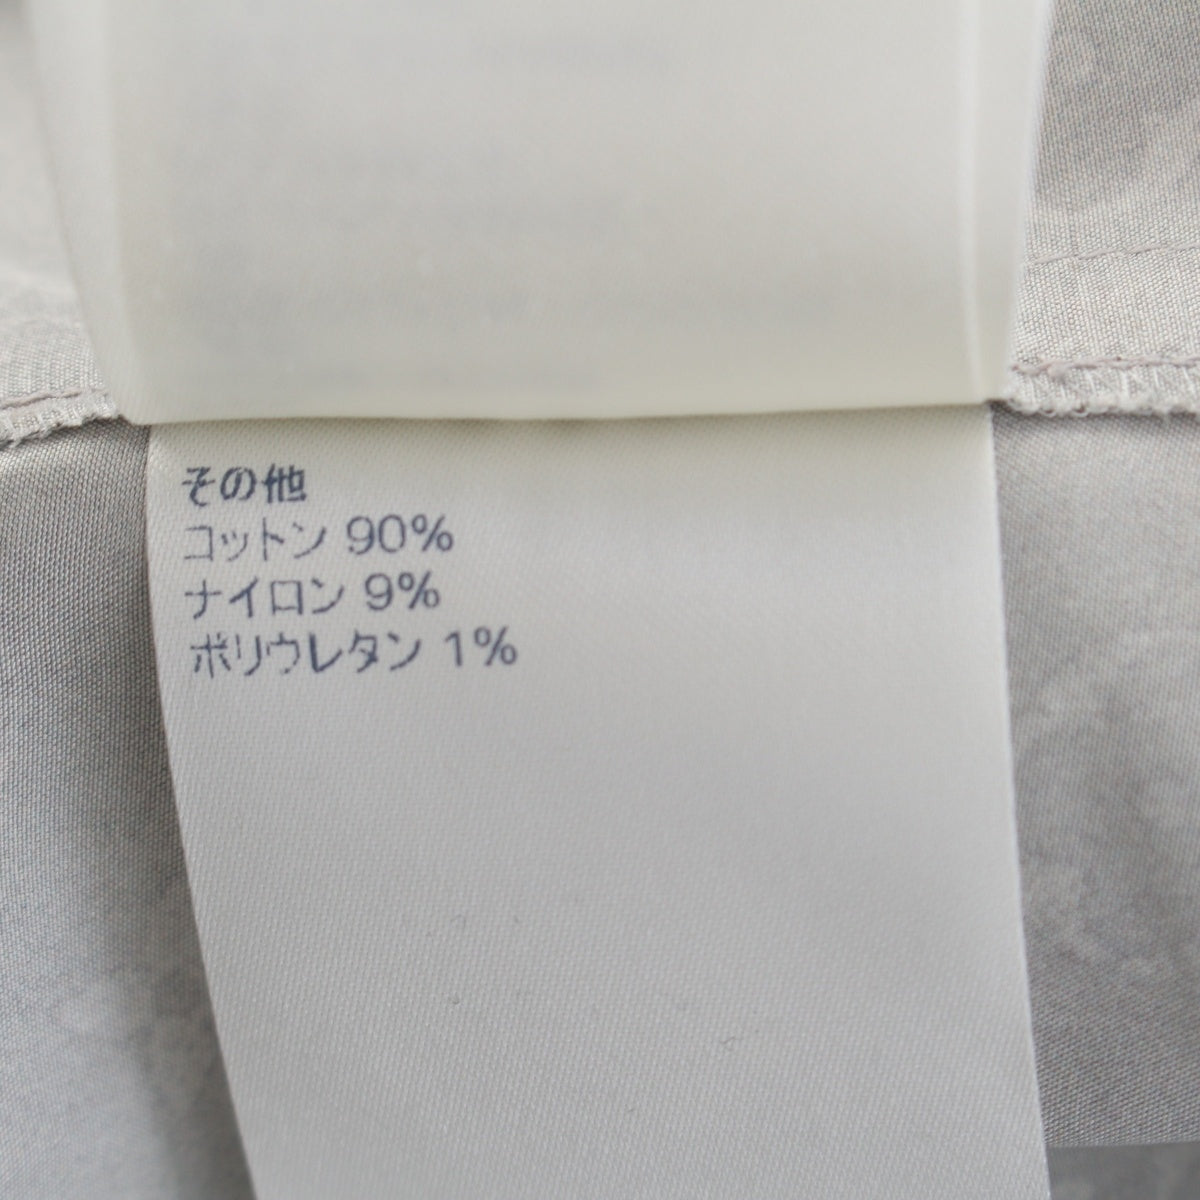 その他
コットン 90%
ナイロン 9%
ポリウレタン 1%